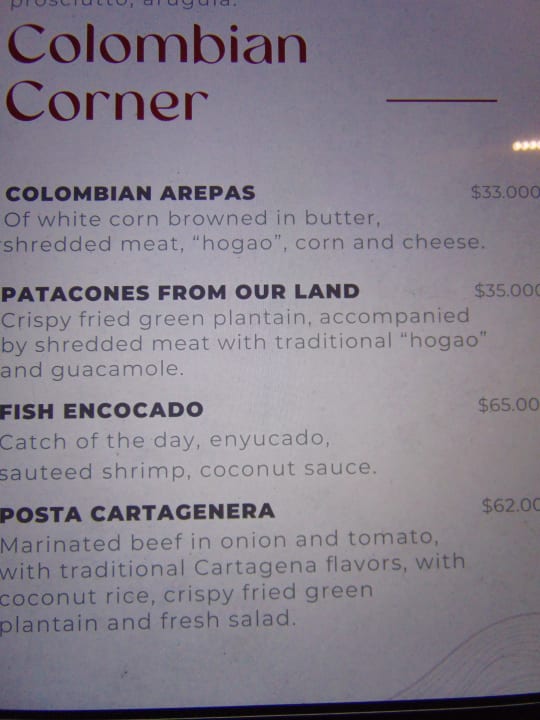 prosciutto, arugula.
Colombian
Corner
COLOMBIAN AREPAS $33.000
Of white corn browned in butter,
shredded meat, “hogao”, corn and cheese.
PATACONES FROM OUR LAND $35.000
Crispy fried green plantain, accompanied
by shredded meat with traditional “hogao”
and guacamole.
FISH ENCOCADO $65.00
Catch of the day, enyucado,
sauteed shrimp, coconut sauce.
POSTA CARTAGENERA $62.00
Marinated beef in onion and tomato,
with traditional Cartagena flavors, with
coconut rice, crispy fried green
plantain and fresh salad.